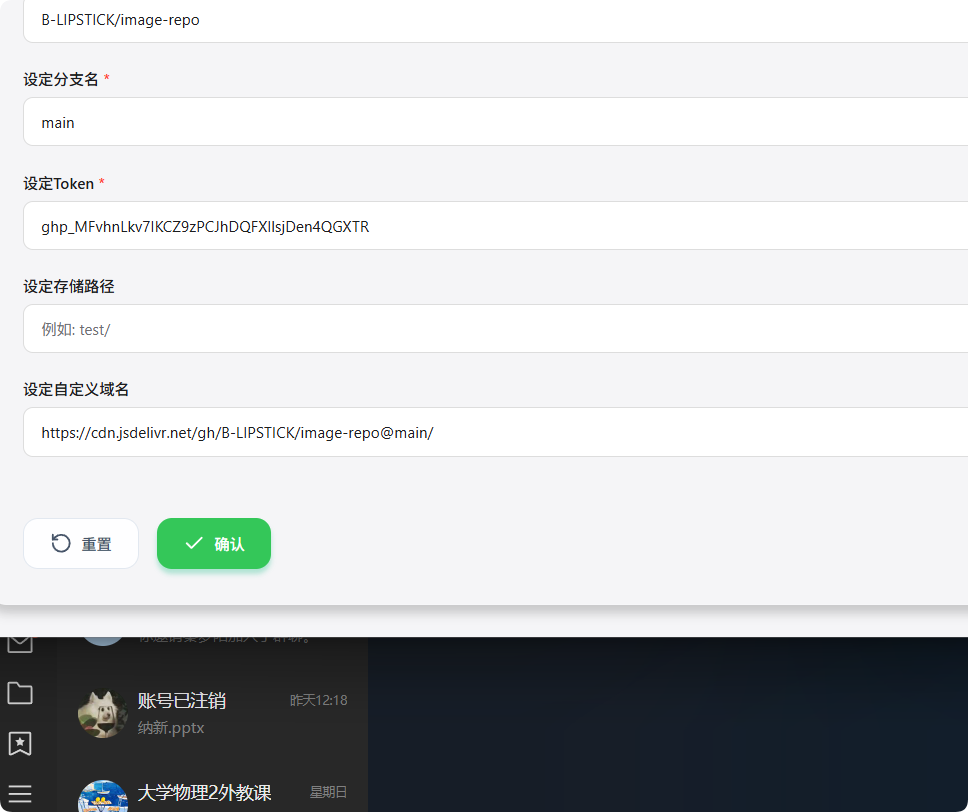 B-LIPSTICK/image-repo
设定分支名 *
main
设定Token *
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
设定存储路径
例如: test/
设定自定义域名
https://cdn.jsdelivr.net/gh/B-LIPSTICK/image-repo@main/
重置
确认
账号已注销 昨天12:18
纳新.pptx
大学物理2外教课 星期日